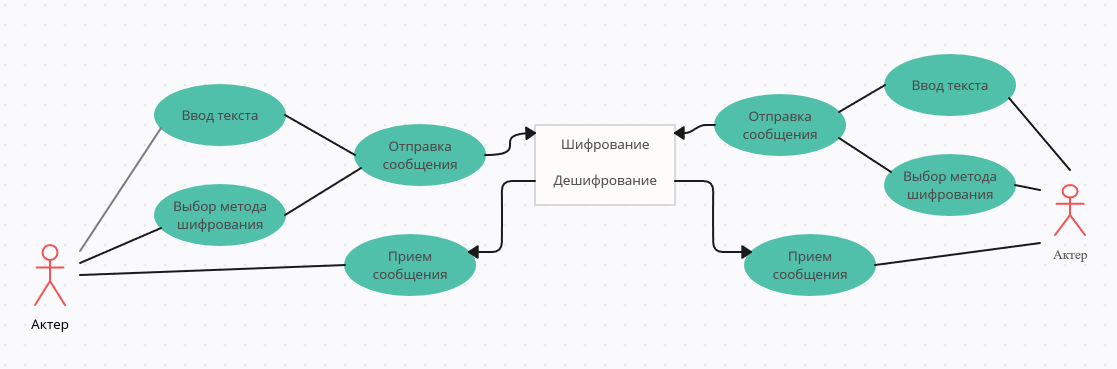 Ввод текста
Отправка
сообщения
Выбор метода
шифрования
Прием
сообщения
Актер
Шифрование
Дешифрование
Отправка
сообщения
Ввод текста
Выбор метода
шифрования
Прием
сообщения
Актер